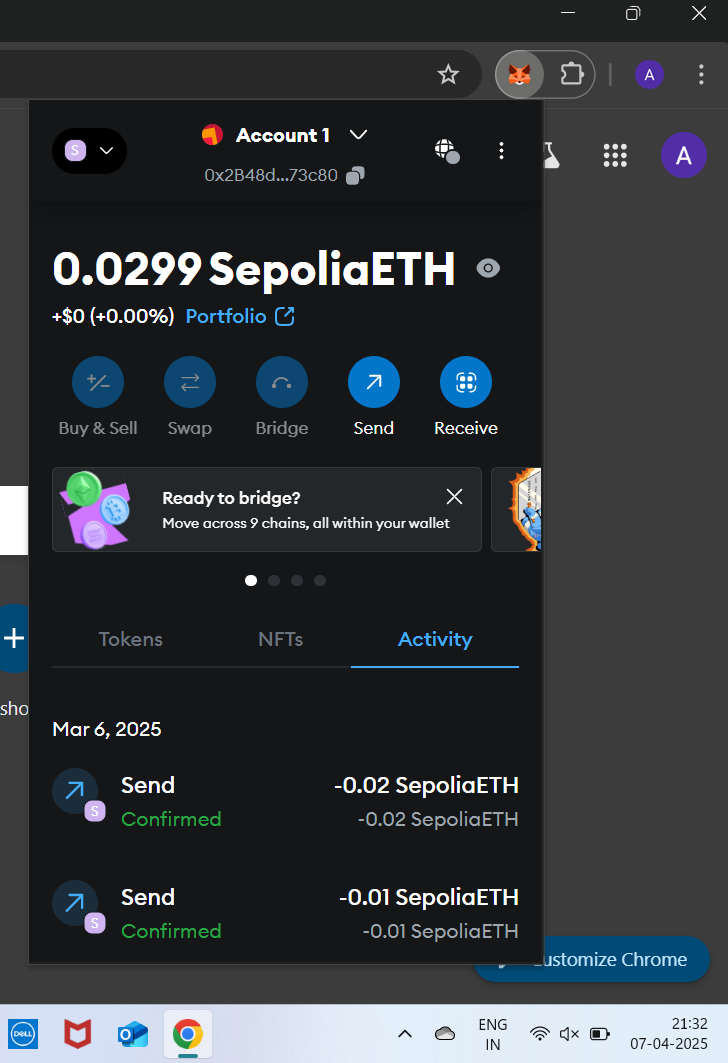 A
S
Account 1
0x2B48d...73c80
A
0.0299 SepoliaETH
+$0 (+0.00%) Portfolio
Buy & Sell Swap Bridge Send Receive
Ready to bridge?
Move across 9 chains, all within your wallet
Tokens NFTs Activity
sho
Mar 6, 2025
Send -0.02 SepoliaETH
S Confirmed -0.02 SepoliaETH
Send -0.01 SepoliaETH
S Confirmed -0.01 SepoliaETH
ustomize Chrome
DELL
ENG
IN
21:32
07-04-2025